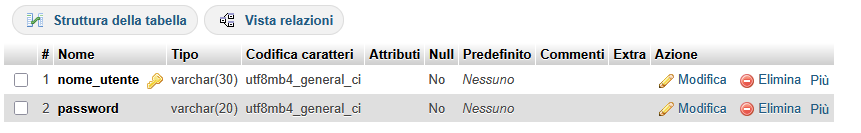 Struttura della tabella Vista relazioni
# Nome Tipo Codifica caratteri Attributi Null Predefinito Commenti Extra Azione
1 nome_utente varchar(30) utf8mb4_general_ci No Nessuno Modifica Elimina Più
2 password varchar(20) utf8mb4_general_ci No Nessuno Modifica Elimina Più